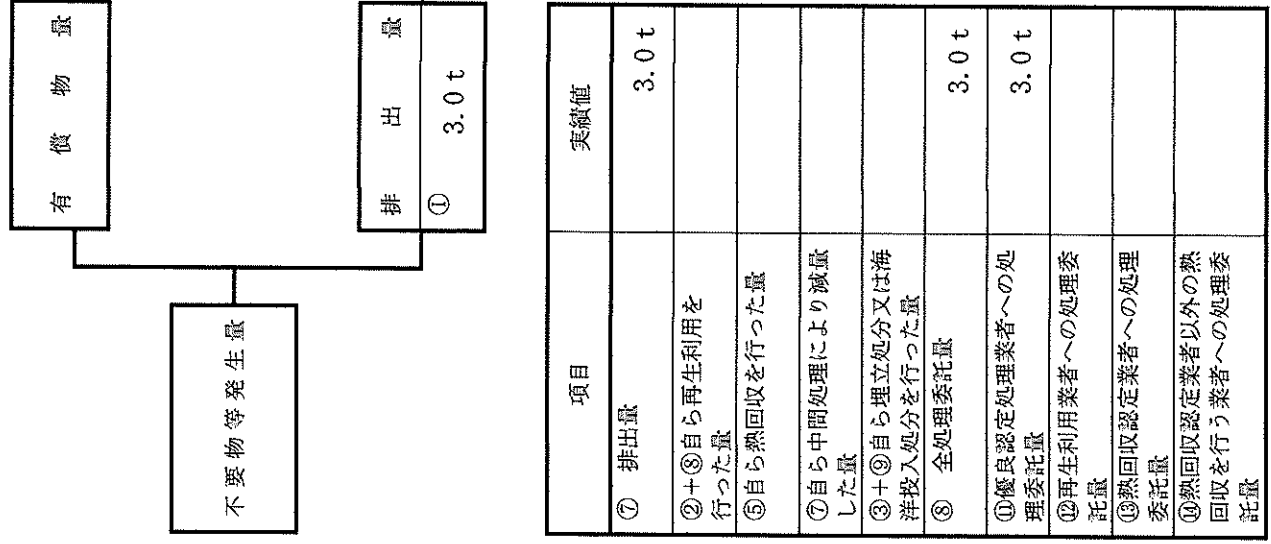 有償物量
不要物等発生量
排出量
① 3.0t
項目 実績値
⑦ 排出量 3.0t
②+⑧自ら再生利用を
行った量
⑤自ら熱回収を行った量
⑦自ら中間処理により減量
した量
③+⑨自ら埋立処分又は海
洋投入処分を行った量
⑧ 全処理委託量 3.0t
⑪優良認定処理業者への処
理委託量 3.0t
⑫再生利用業者への処理委
託量
⑬熱回収認定業者への処理
委託量
⑭熱回収認定業者以外の熱
回収を行う業者への処理委
託量